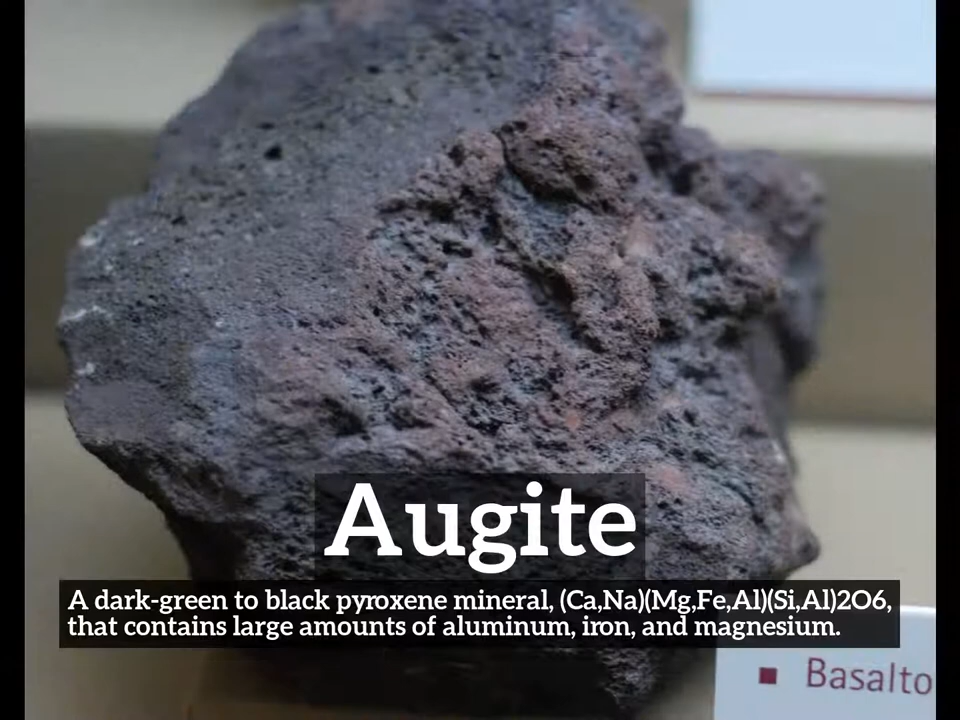 Augite
A dark-green to black pyroxene mineral, (Ca,Na)(Mg,Fe,Al)(Si,Al)2O6,
that contains large amounts of aluminum, iron, and magnesium.
▪ Basalto